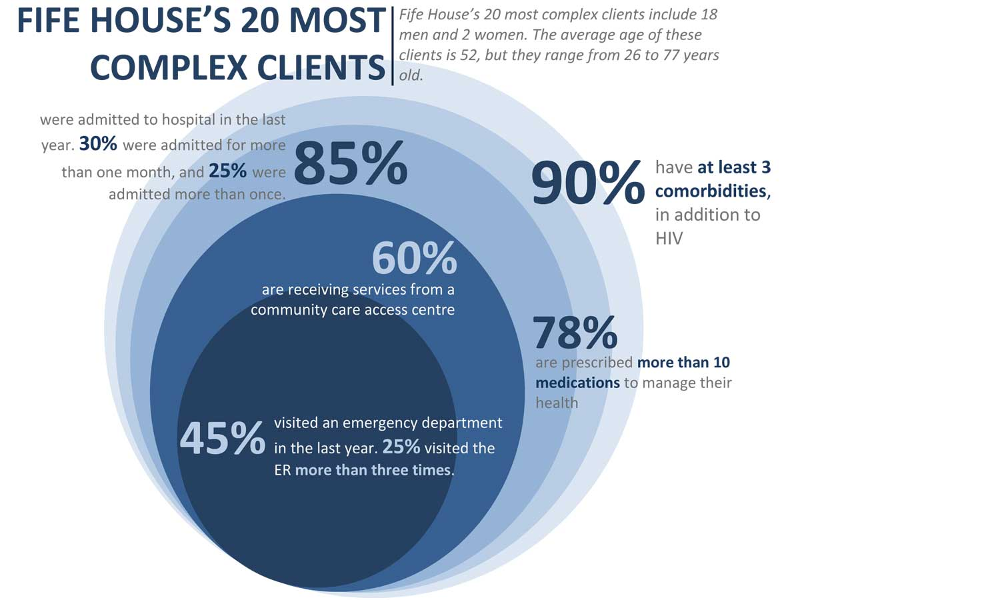 FIFE HOUSE’S 20 MOST
COMPLEX CLIENTS
Fife House’s 20 most complex clients include 18
men and 2 women. The average age of these
clients is 52, but they range from 26 to 77 years
old.
were admitted to hospital in the last
year. 30% were admitted for more
than one month, and 25% were
admitted more than once.
85%
90%
have at least 3
comorbidities,
in addition to
HIV
60%
are receiving services from a
community care access centre
78%
are prescribed more than 10
medications to manage their
health
45%
visited an emergency department
in the last year. 25% visited the
ER more than three times.